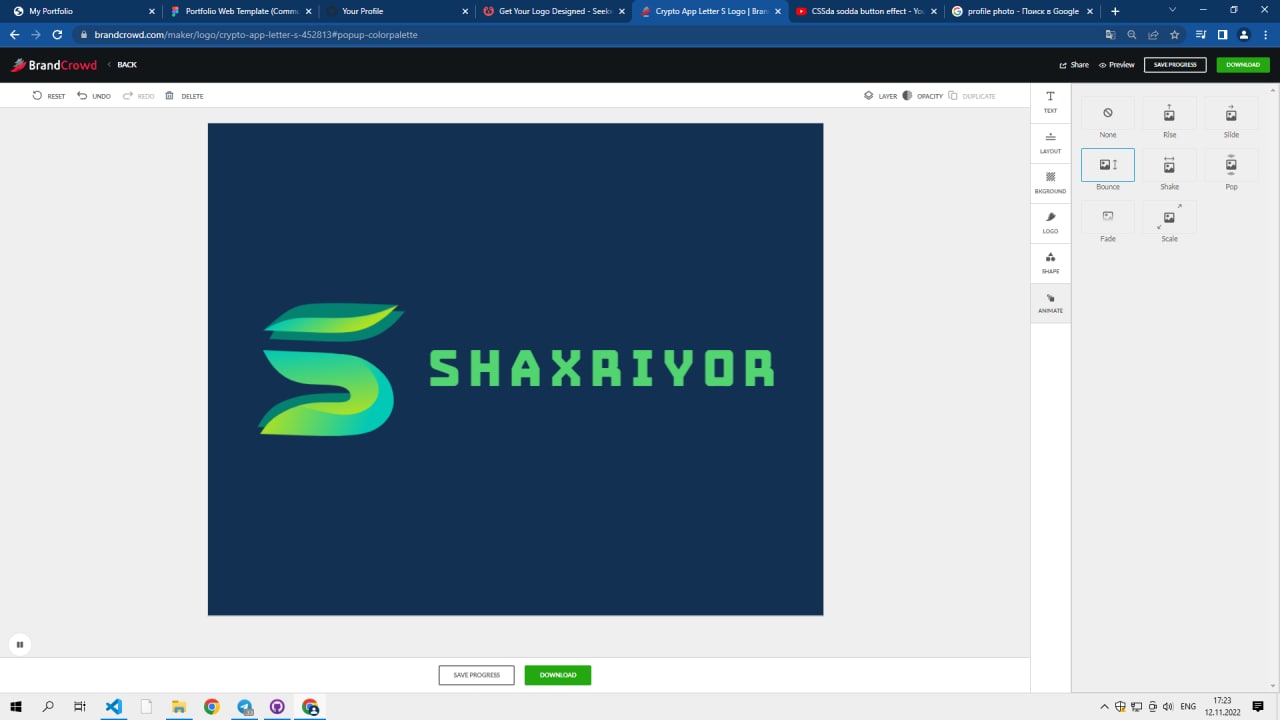 My Portfolio
Portfolio Web Template (Commu
Your Profile
Get Your Logo Designed - Seek
Crypto App Letter S Logo | Bran
CSSda sodda button effect - Yo
profile photo - Поиск в Google
brandcrowd.com/maker/logo/crypto-app-letter-s-452813#popup-colorpalette
BrandCrowd
BACK
Share
Preview
SAVE PROGRESS
DOWNLOAD
RESET
UNDO
REDO
DELETE
LAYER
OPACITY
DUPLICATE
TEXT
LAYOUT
BKGROUND
LOGO
SHAPE
ANIMATE
None
Rise
Slide
Bounce
Shake
Pop
Fade
Scale
SHAXRIYOR
SAVE PROGRESS
DOWNLOAD
ENG
17:23
12.11.2022